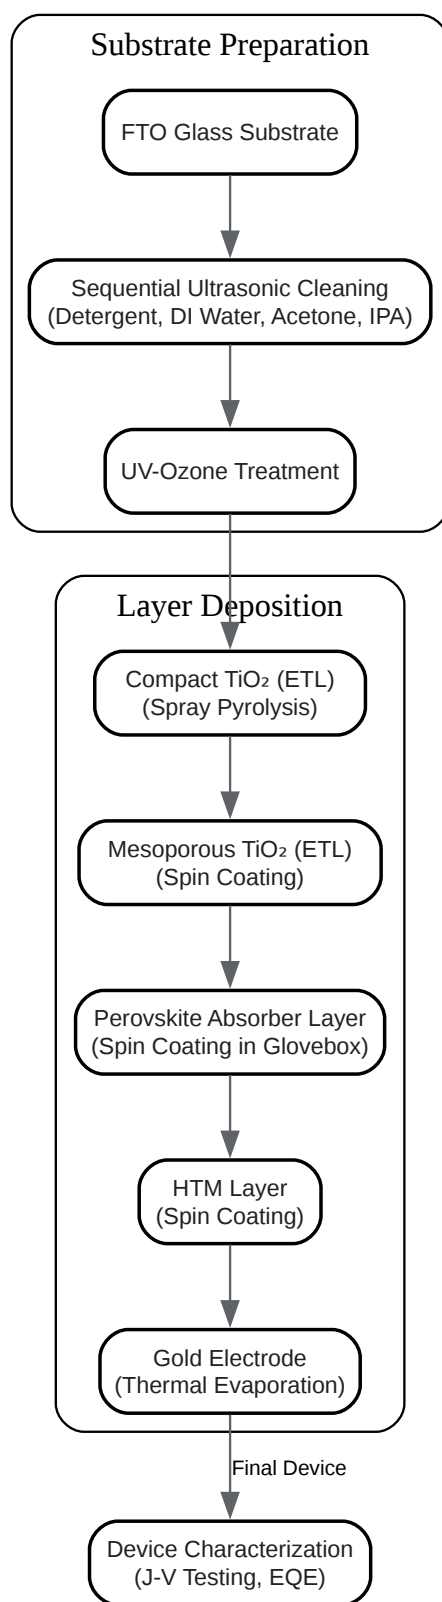 Substrate Preparation
FTO Glass Substrate
Sequential Ultrasonic Cleaning
(Detergent, DI Water, Acetone, IPA)
UV-Ozone Treatment
Layer Deposition
Compact TiO₂ (ETL)
(Spray Pyrolysis)
Mesoporous TiO₂ (ETL)
(Spin Coating)
Perovskite Absorber Layer
(Spin Coating in Glovebox)
HTM Layer
(Spin Coating)
Gold Electrode
(Thermal Evaporation)
Final Device
Device Characterization
(J-V Testing, EQE)